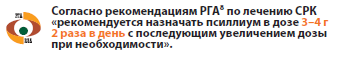 Согласно рекомендациям РГА⁸ по лечению СРК
«рекомендуется назначать псиллиум в дозе 3–4 г
2 раза в день с последующим увеличением дозы
при необходимости».